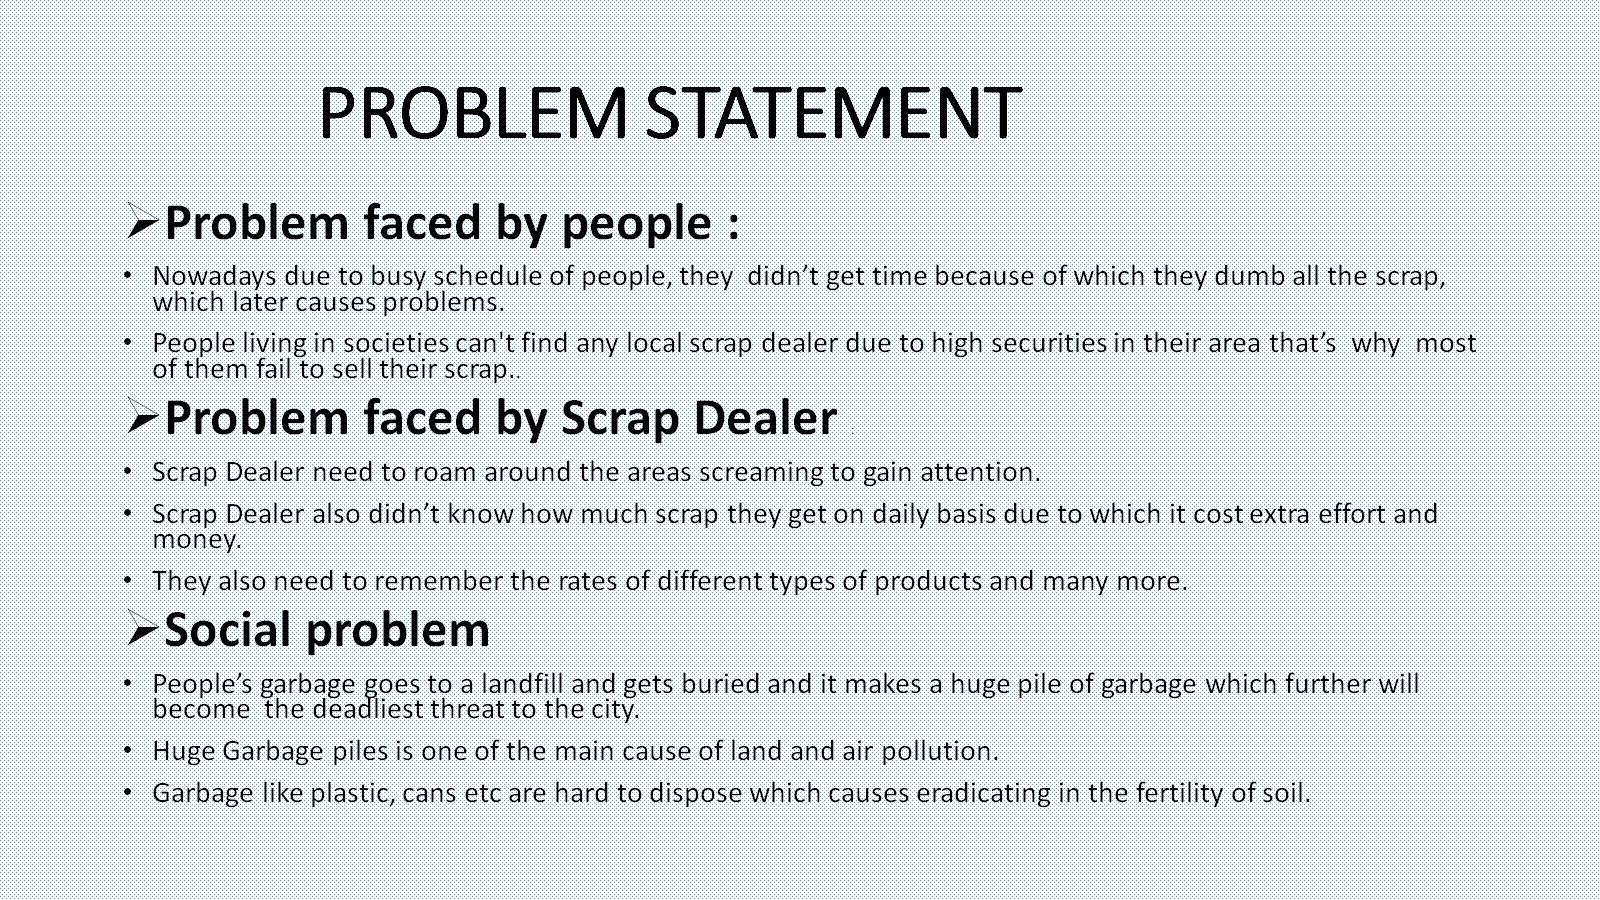 PROBLEM STATEMENT
➢Problem faced by people :
• Nowadays due to busy schedule of people, they  didn’t get time because of which they dumb all the scrap,
which later causes problems.
• People living in societies can't find any local scrap dealer due to high securities in their area that’s  why  most
of them fail to sell their scrap..
➢Problem faced by Scrap Dealer :
• Scrap Dealer need to roam around the areas screaming to gain attention.
• Scrap Dealer also didn’t know how much scrap they get on daily basis due to which it cost extra effort and
money.
• They also need to remember the rates of different types of products and many more.
➢Social problem
• People’s garbage goes to a landfill and gets buried and it makes a huge pile of garbage which further will
become  the deadliest threat to the city.
• Huge Garbage piles is one of the main cause of land and air pollution.
• Garbage like plastic, cans etc are hard to dispose which causes eradicating in the fertility of soil.